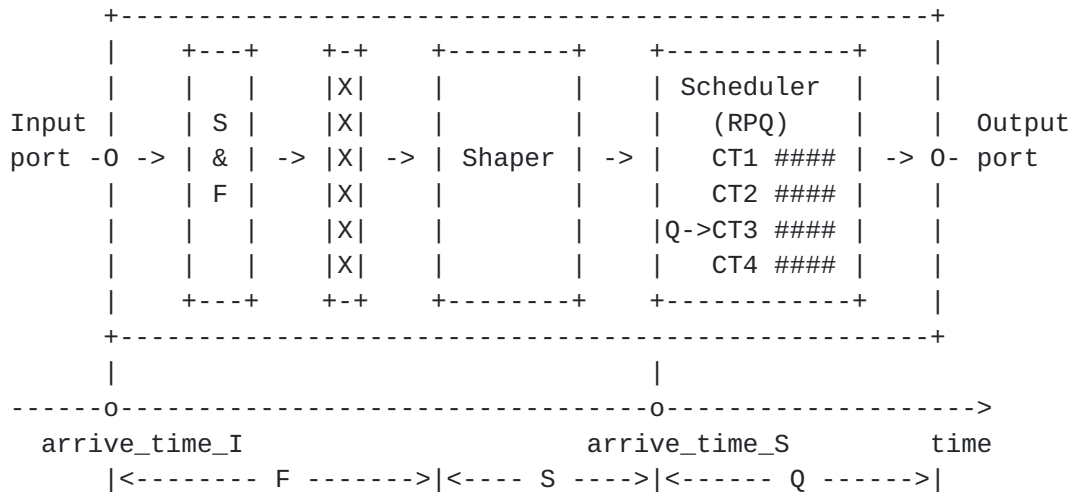 +-----------------------------------------------------+
      |    +---+    +-+    +--------+    +------------+    |
      |    |   |    |X|    |        |    | Scheduler  |    |
Input |    | S |    |X|    |        |    |   (RPQ)    |    |  Output
port -O -> | & | -> |X| -> | Shaper | -> |   CT1 #### | -> O- port
      |    | F |    |X|    |        |    |   CT2 #### |    |
      |    |   |    |X|    |        |    |Q->CT3 #### |    |
      |    |   |    |X|    |        |    |   CT4 #### |    |
      |    +---+    +-+    +--------+    +------------+    |
      +-----------------------------------------------------+
      |                                  |
------o----------------------------------o-------------------->
  arrive_time_I                      arrive_time_S         time
      |<-------- F ------->|<---- S ---->|<------ Q ------>|